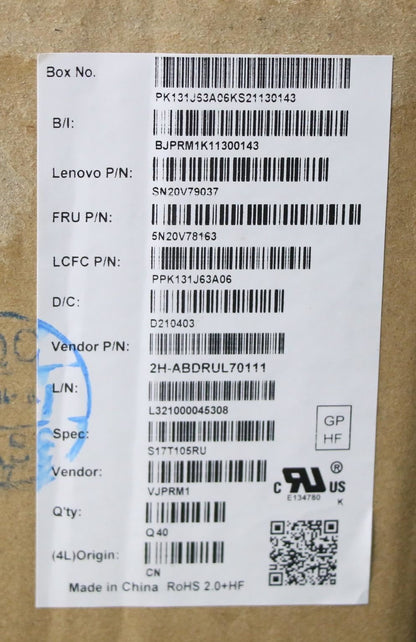 Box No.
PK131J63A06KS21130143
B/I:
BJPRM1K11300143
Lenovo P/N:
SN20V79037
FRU P/N:
5N20V78163
LCFC P/N:
PPK131J63A06
D/C:
D210403
Vendor P/N:
2H-ABDRUL70111
L/N:
L321000045308
GP
HF
Spec:
S17T105RU
Vendor:
VJPRM1
C RU ® US
E134780
K
Q'ty:
Q40
(4L)Origin:
CN
Made in China RoHS 2.0+HF